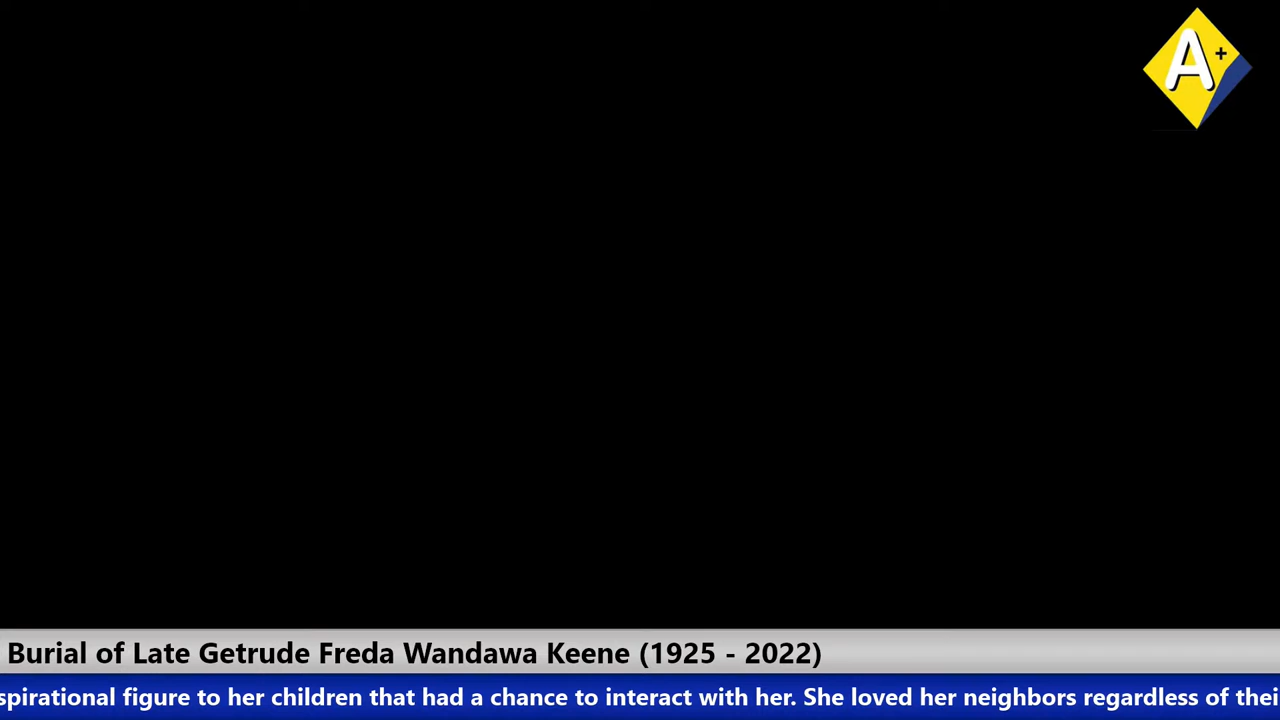 A+
Burial of Late Getrude Freda Wandawa Keene (1925 - 2022)
spirational figure to her children that had a chance to interact with her. She loved her neighbors regardless of thei